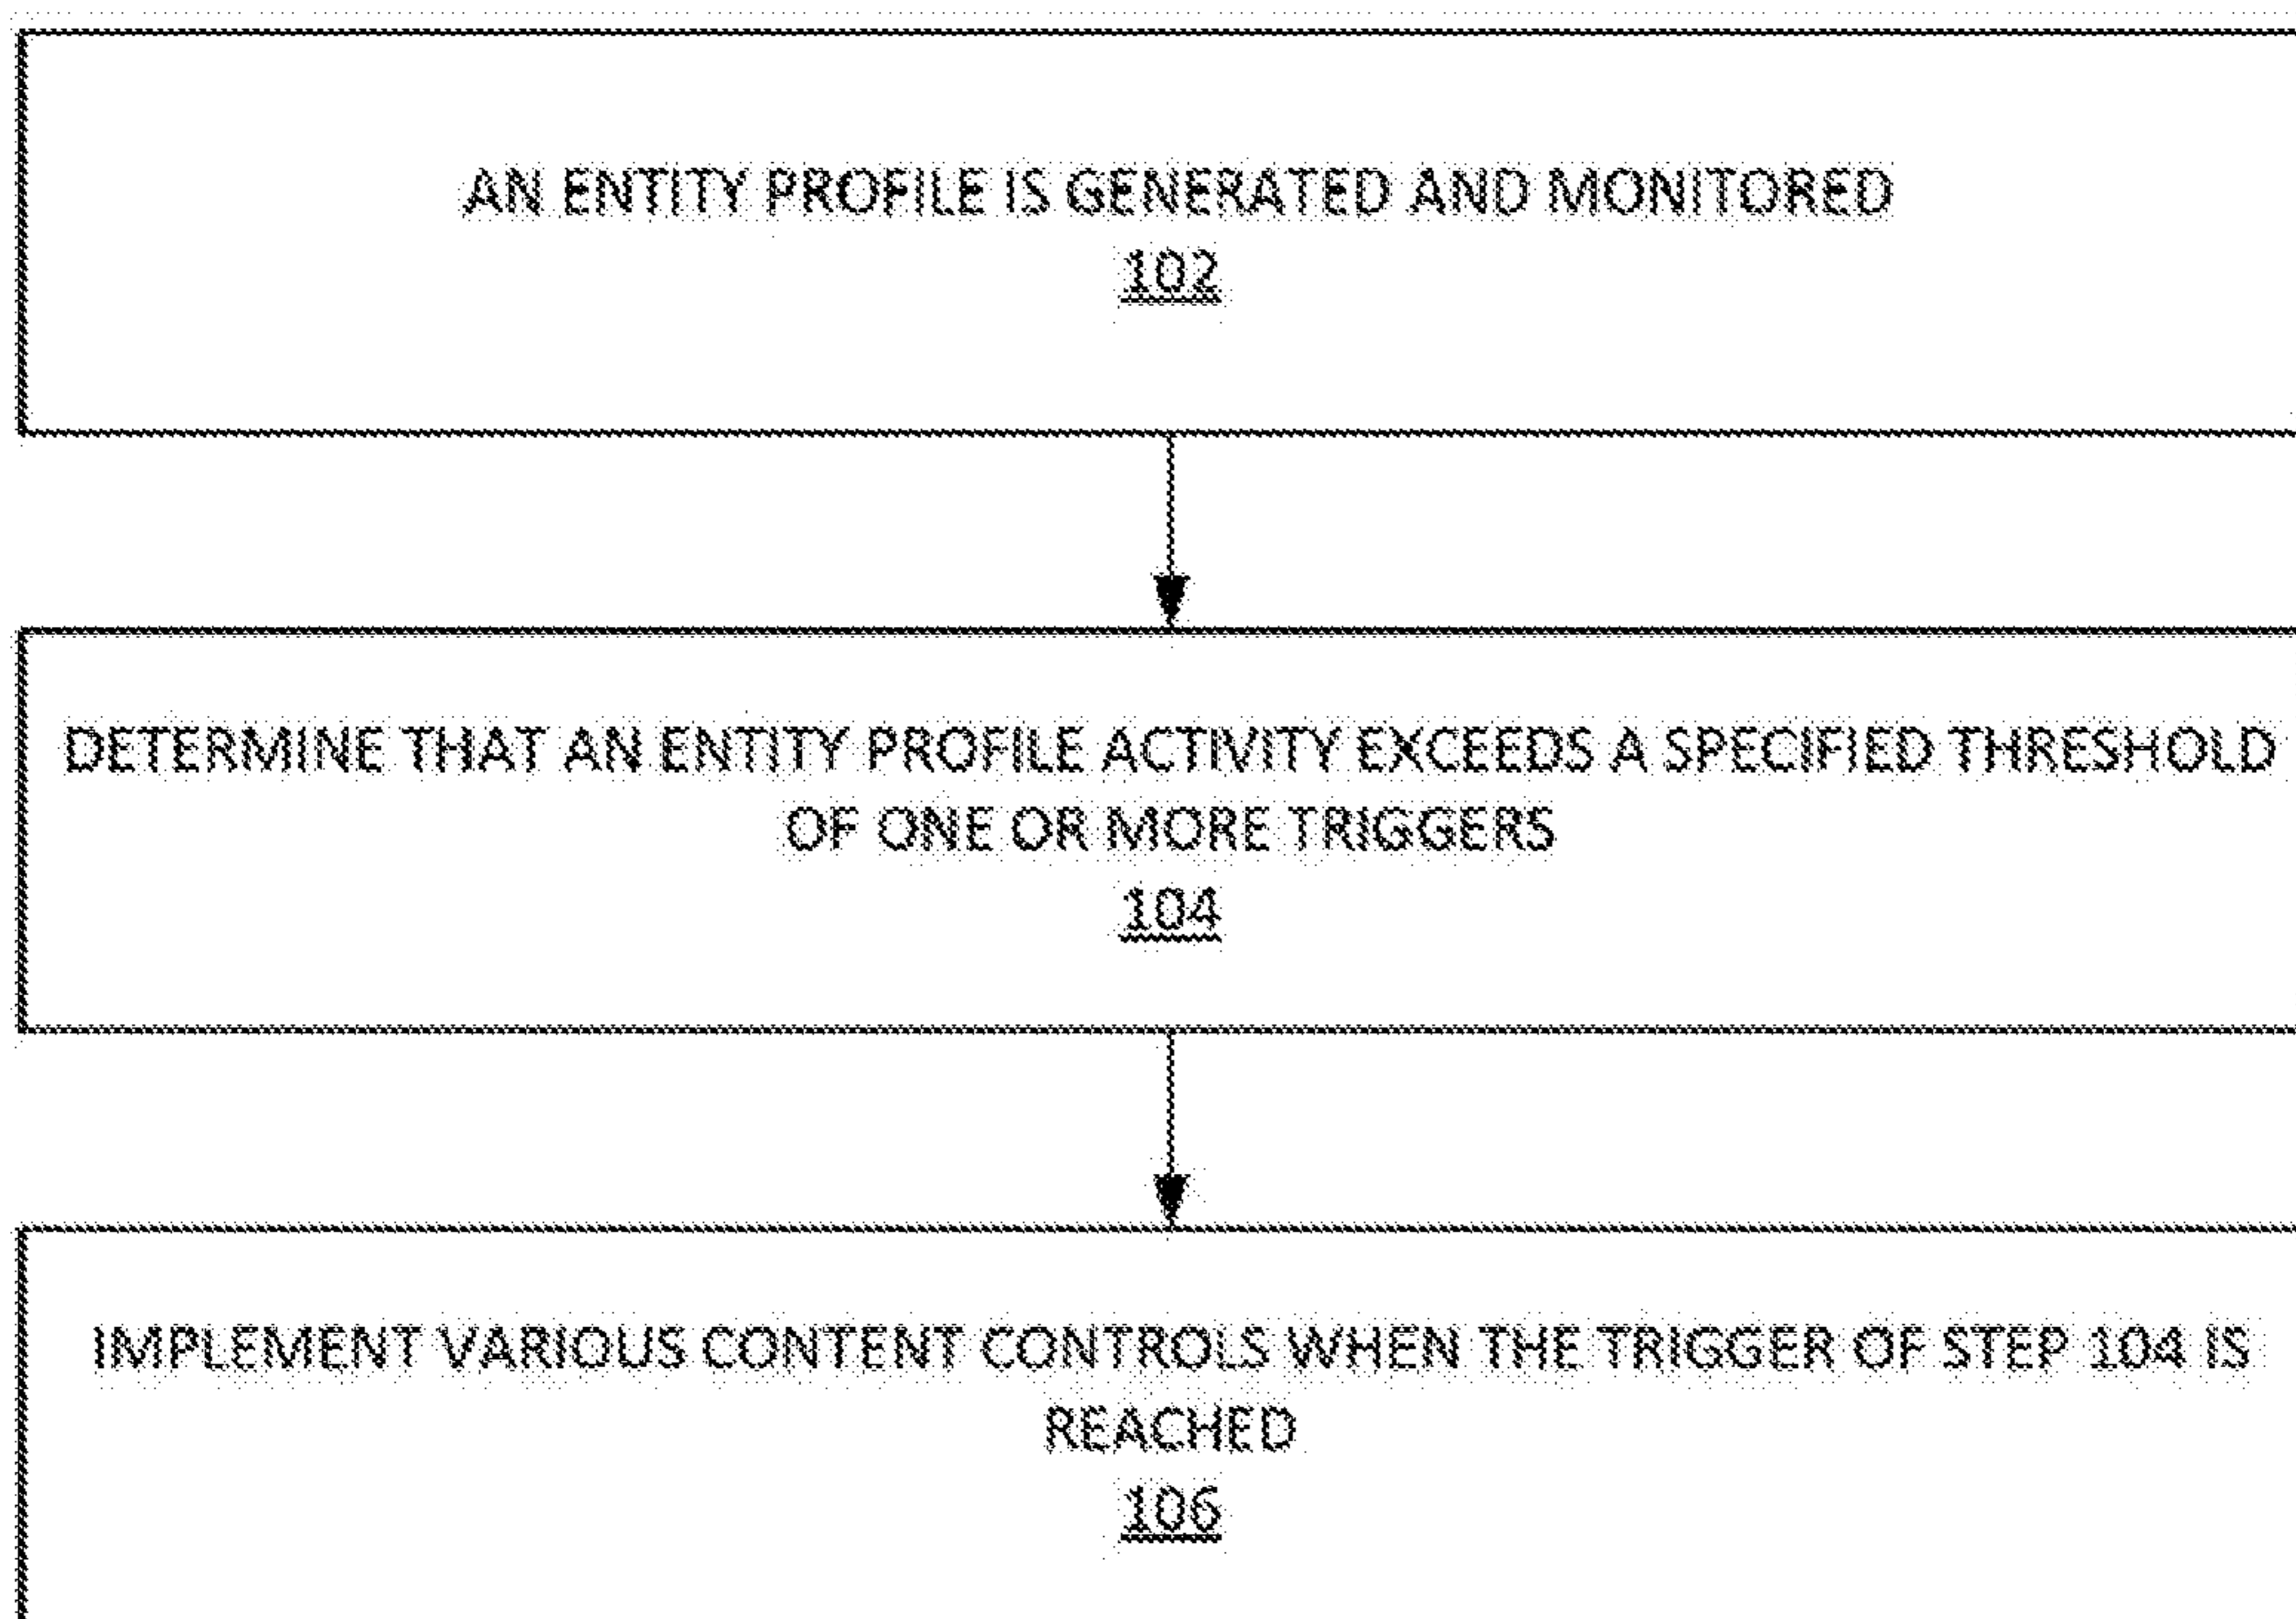 AN ENTITY PROFILE IS GENERATED AND MONITORED
102
DETERMINE THAT AN ENTITY PROFILE ACTIVITY EXCEEDS A SPECIFIED THRESHOLD
OF ONE OR MORE TRIGGERS
104
IMPLEMENT VARIOUS CONTENT CONTROLS WHEN THE TRIGGER OF STEP 104 IS
REACHED
106